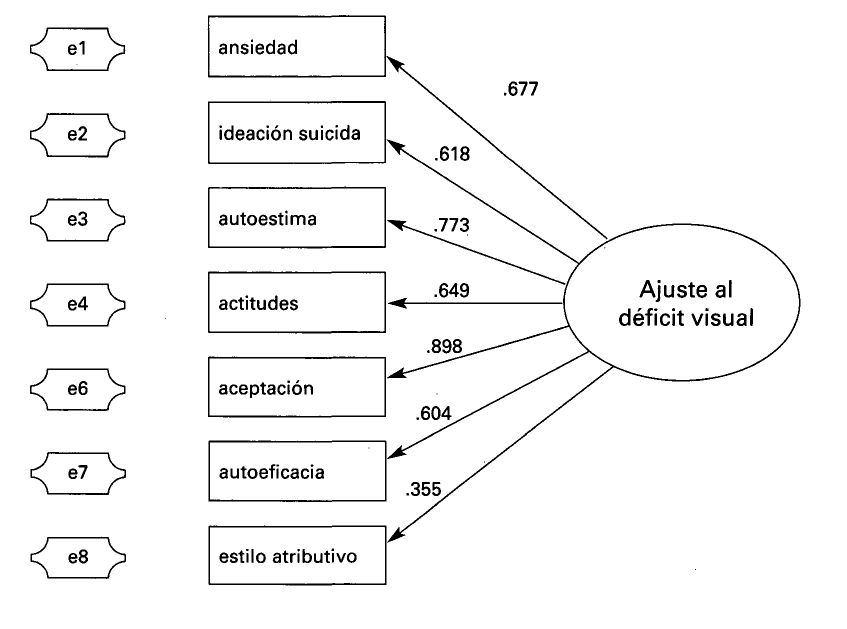 e1 ansiedad
.677
e2 ideación suicida
.618
e3 autoestima
.773
e4 actitudes
.649
Ajuste al
déficit visual
.898
e6 aceptación
.604
e7 autoeficacia
.355
e8 estilo atributivo